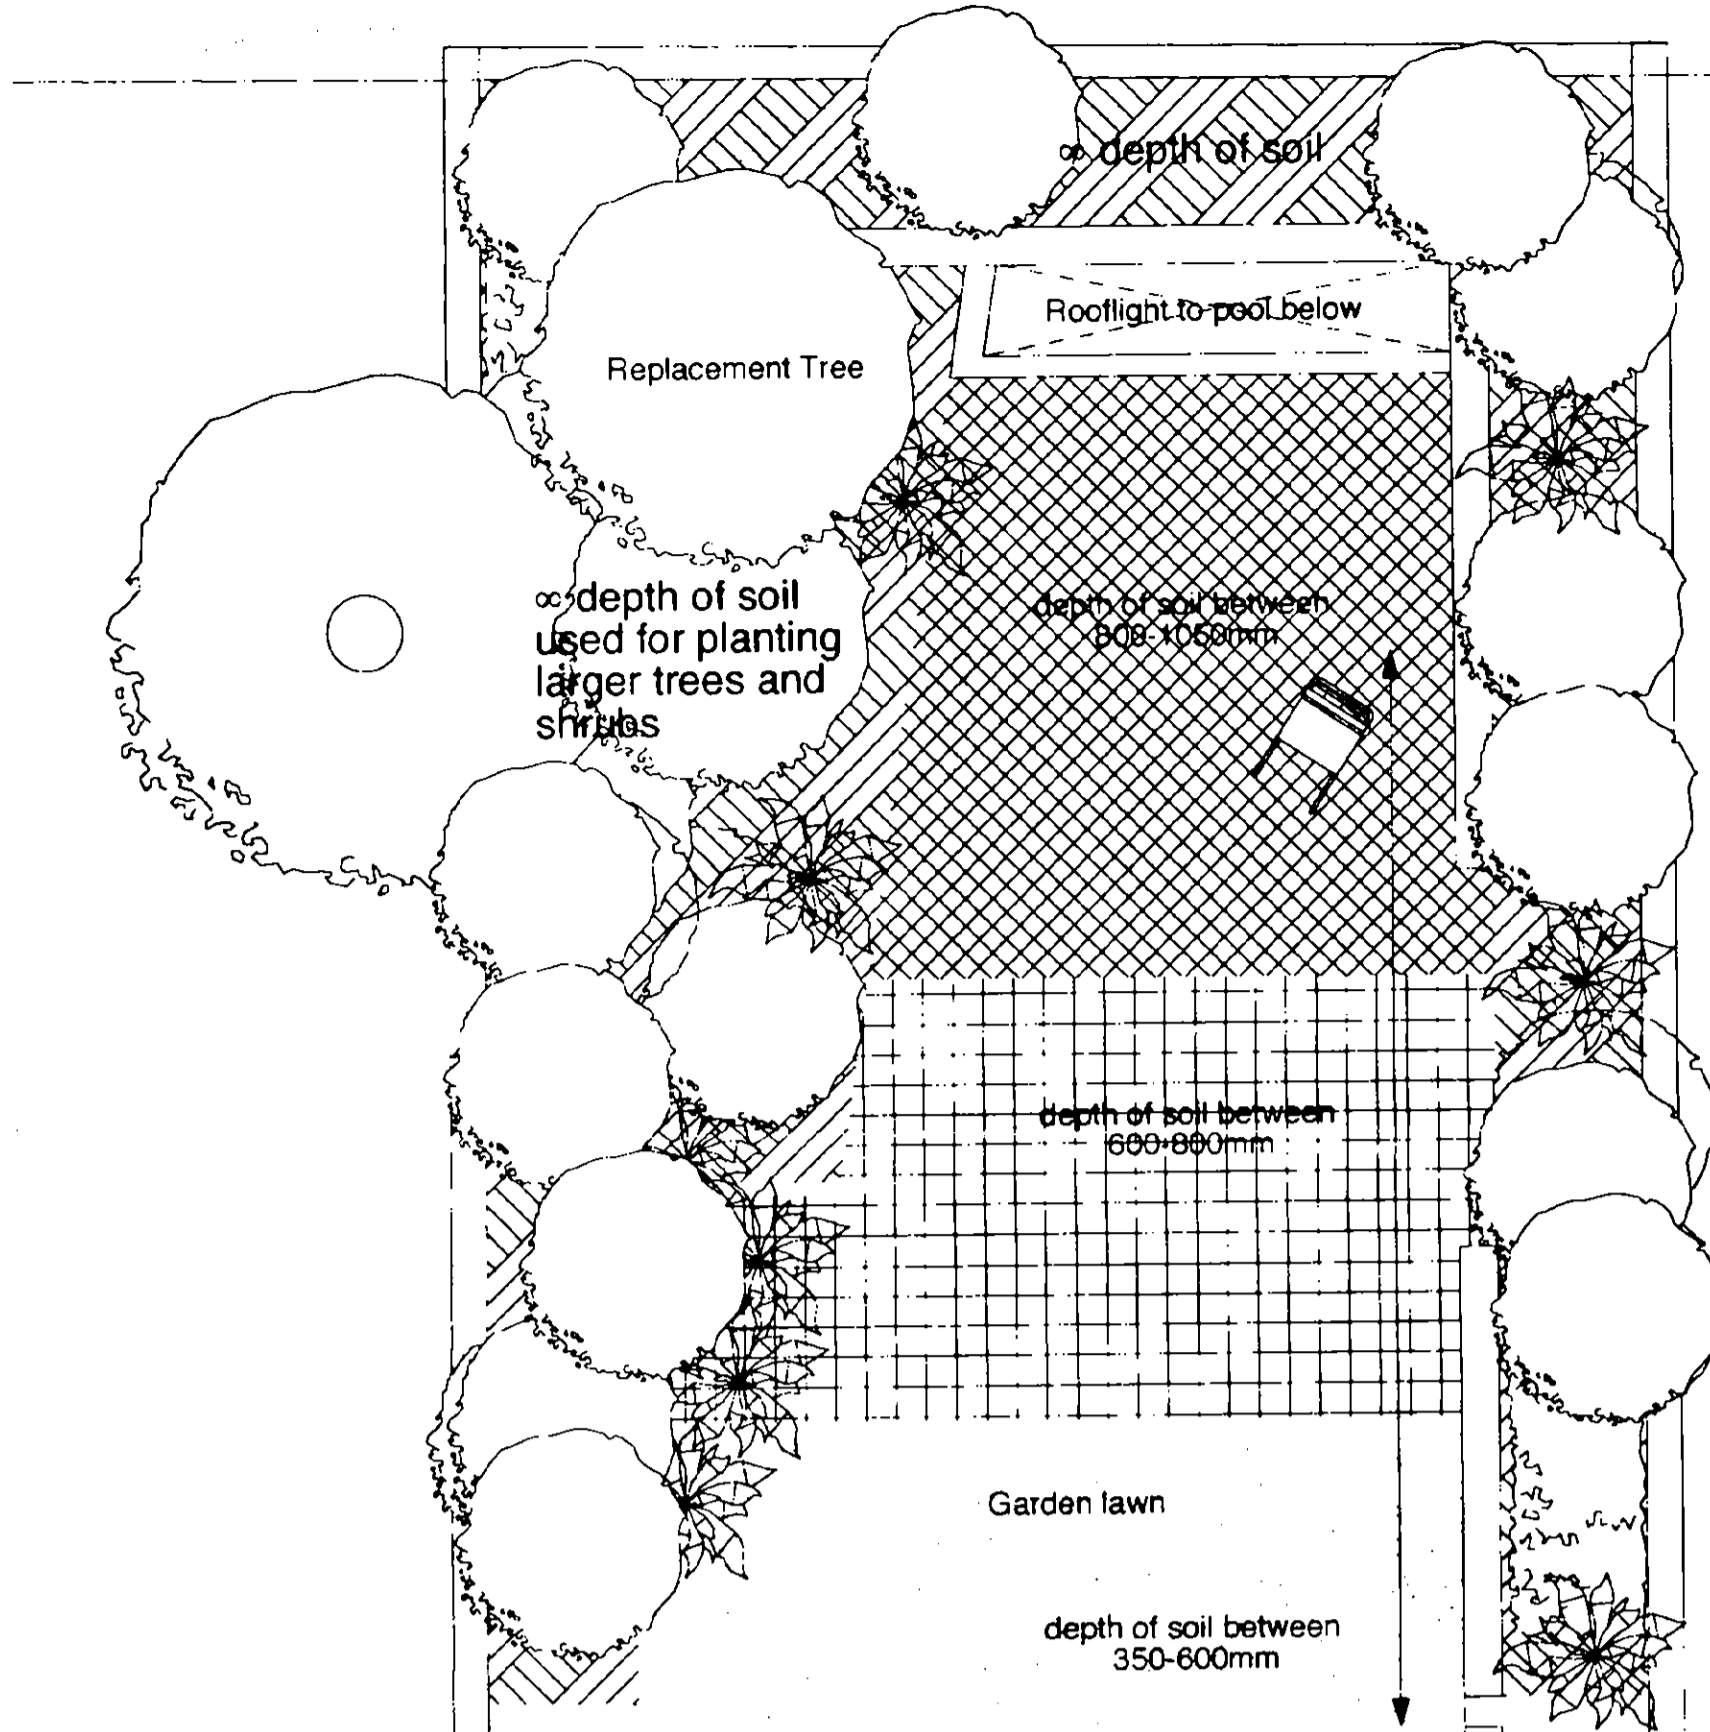 ∞ depth of soil
Rooflight to pool below
Replacement Tree
∞ depth of soil
used for planting
larger trees and
shrubs
depth of soil between
800-1050mm
depth of soil between
600-800mm
Garden lawn
depth of soil between
350-600mm